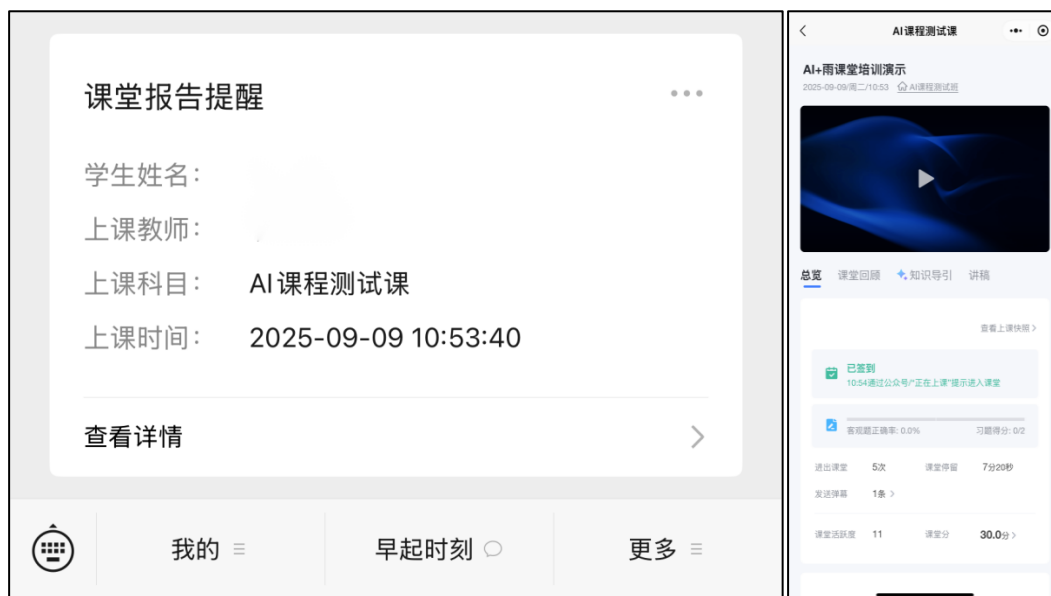 课堂报告提醒
学生姓名：
上课教师：
上课科目： AI课程测试课
上课时间： 2025-09-09 10:53:40
查看详情
我的
早起时刻
更多
AI课程测试课
AI+雨课堂培训演示
2025-09-09/周二/10:53 AI课程测试班
总览 课堂回顾 知识导引 讲稿
查看上课快照
已签到
10:54通过公众号/“正在上课”提示进入课堂
客观题正确率: 0.0% 习题得分: 0/2
进出课堂 5次 课堂停留 7分20秒
发送弹幕 1条
课堂活跃度 11 课堂分 30.0分